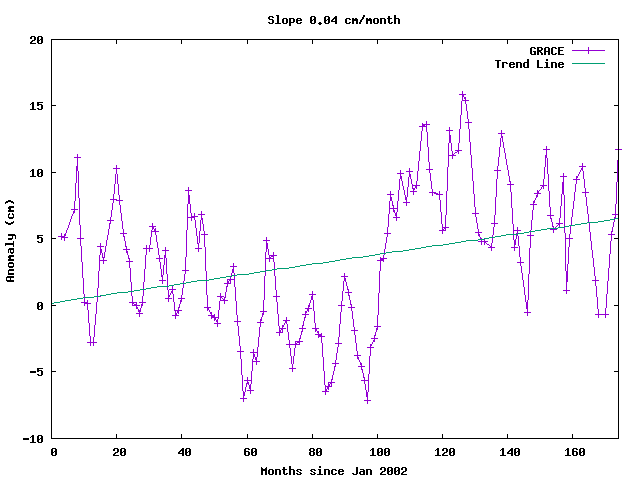 Slope 0.04 cm/month
20
15
10
5
0
-5
-10
Anomaly (cm)
GRACE
Trend Line
0 20 40 60 80 100 120 140 160
Months since Jan 2002